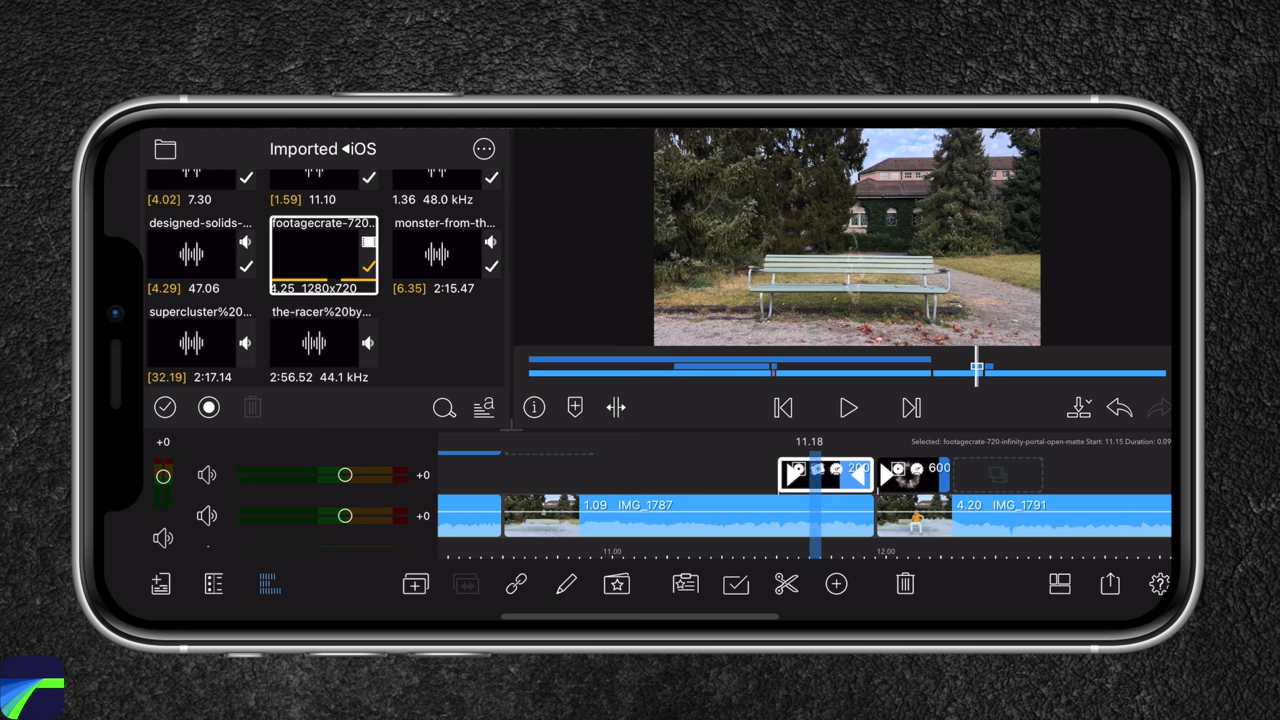 Imported ◂iOS
[4.02] 7.30
[1.59] 11.10
1.36 48.0 kHz
designed-solids-...
footagecrate-720...
monster-from-th...
[4.29] 47.06
4.25 1280x720
[6.35] 2:15.47
supercluster%20...
the-racer%20by...
[32.19] 2:17.14
2:56.52 44.1 kHz
+0
11.18
Selected: footagecrate-720-infinity-portal-open-matte Start: 11.15 Duration: 0.09
200
600
+0
1.09 IMG_1787
4.20 IMG_1791
+0
11.00
12.00